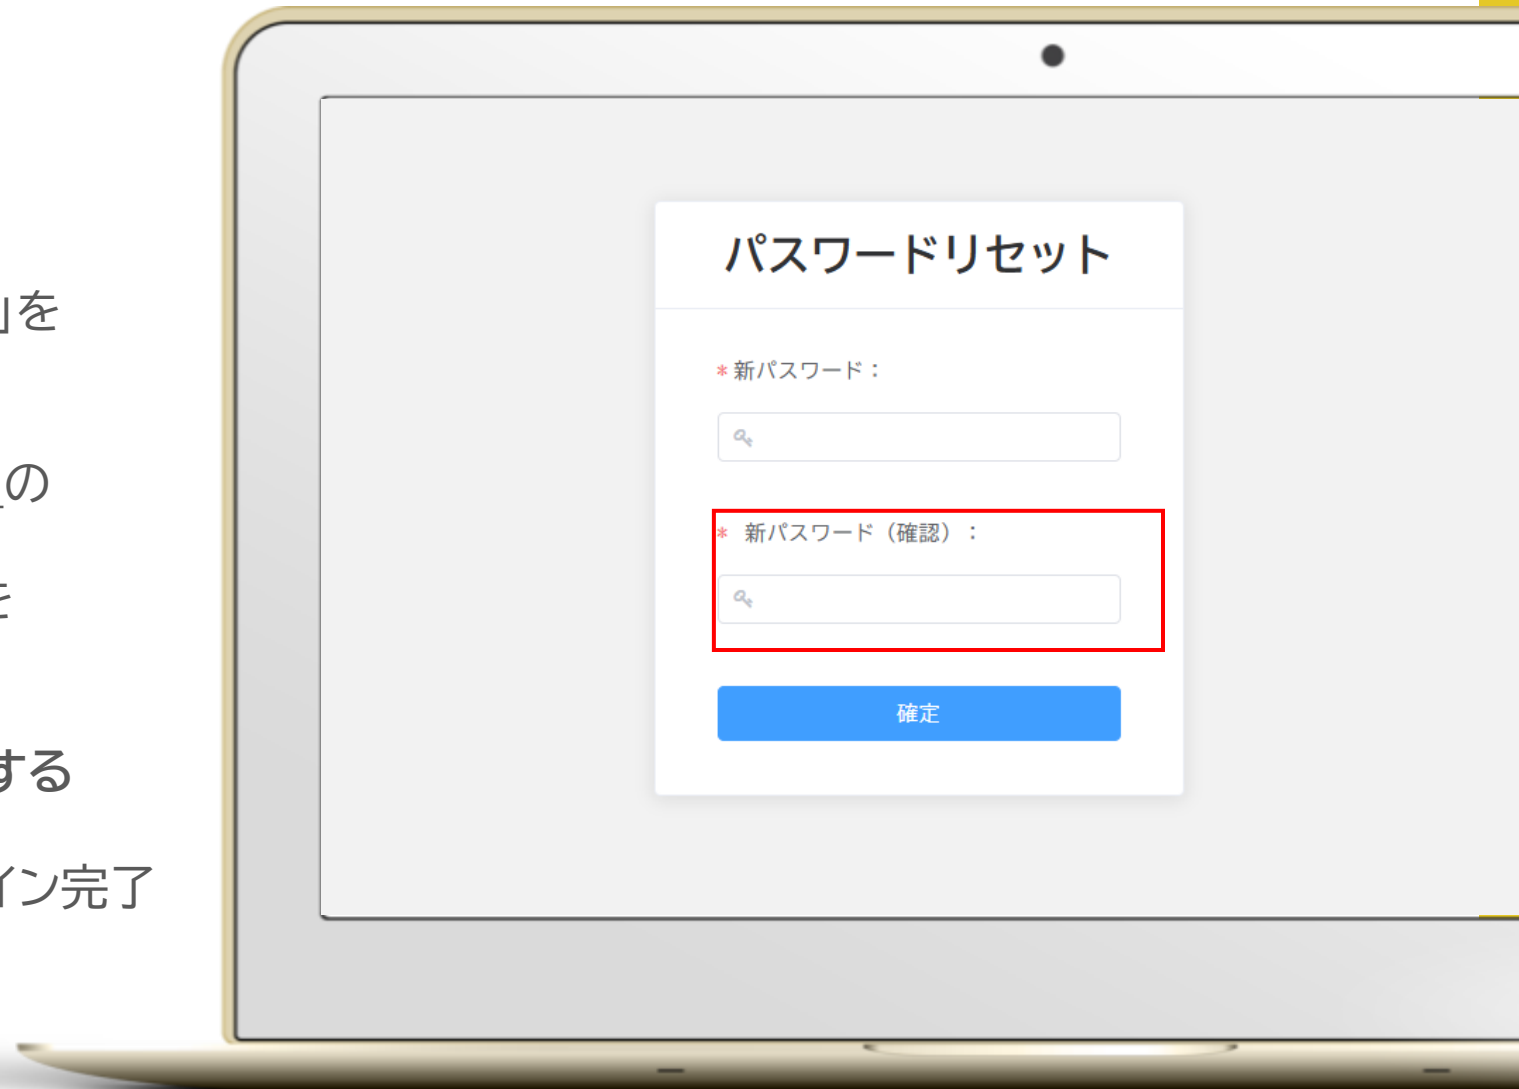 」を
の
を
する
イン完了
パスワードリセット
* 新パスワード：
* 新パスワード（確認）：
確定